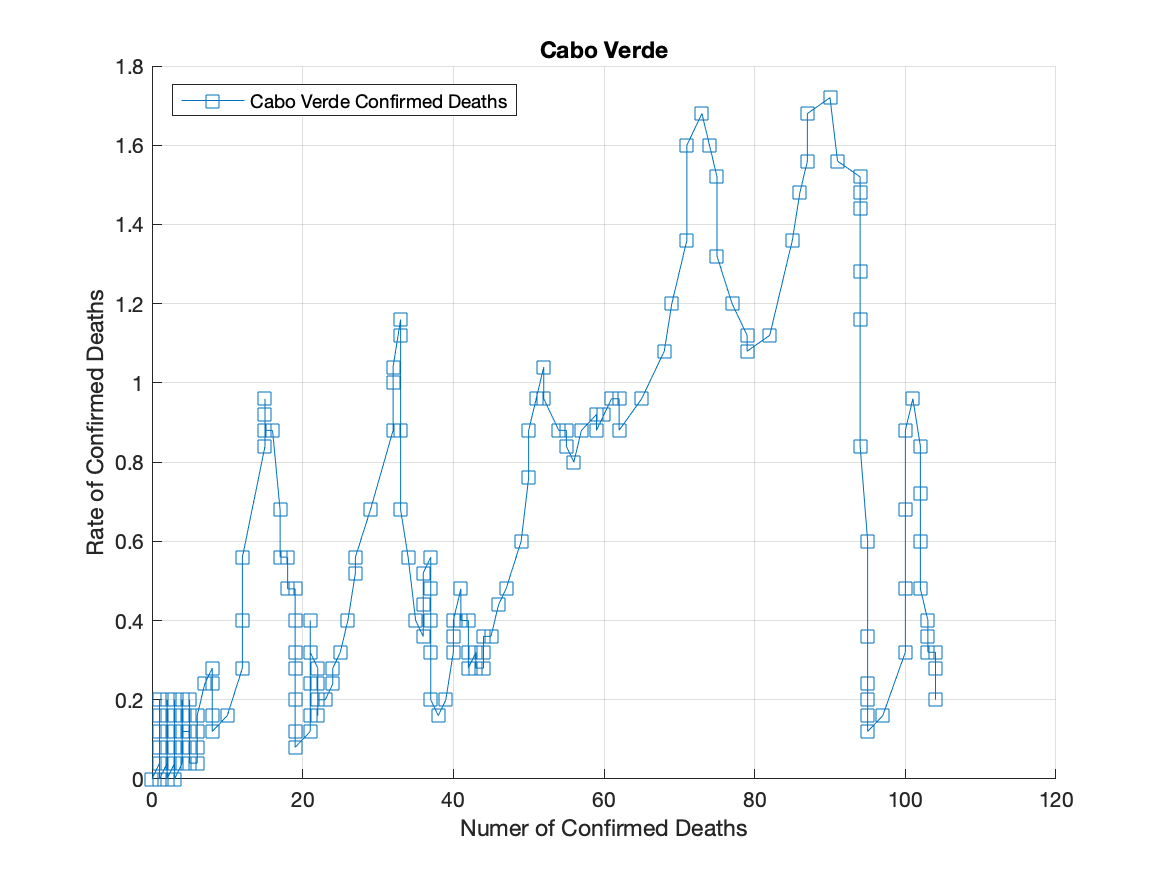 Cabo Verde
Cabo Verde Confirmed Deaths
1.8
1.6
1.4
1.2
1
0.8
0.6
0.4
0.2
0
Rate of Confirmed Deaths
0 20 40 60 80 100 120
Numer of Confirmed Deaths